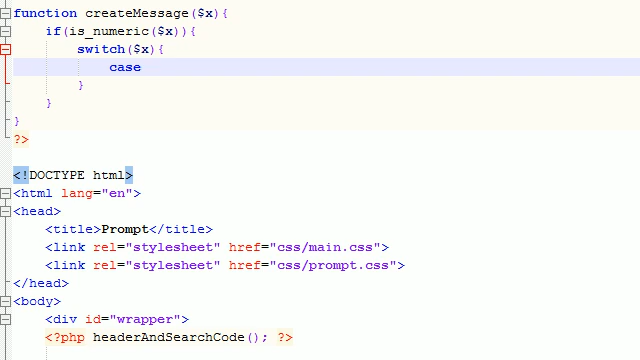 function createMessage($x){
if(is_numeric($x)){
switch($x){
case
}
}
}
?>
<!DOCTYPE html>
<html lang="en">
<head>
<title>Prompt</title>
<link rel="stylesheet" href="css/main.css">
<link rel="stylesheet" href="css/prompt.css">
</head>
<body>
<div id="wrapper">
<?php headerAndSearchCode(); ?>